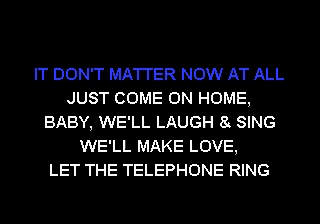 IT DON'T MATTER NOW AT ALL
JUST COME ON HOME,
BABY, WE'LL LAUGH & SING
WE'LL MAKE LOVE,
LET THE TELEPHONE RING